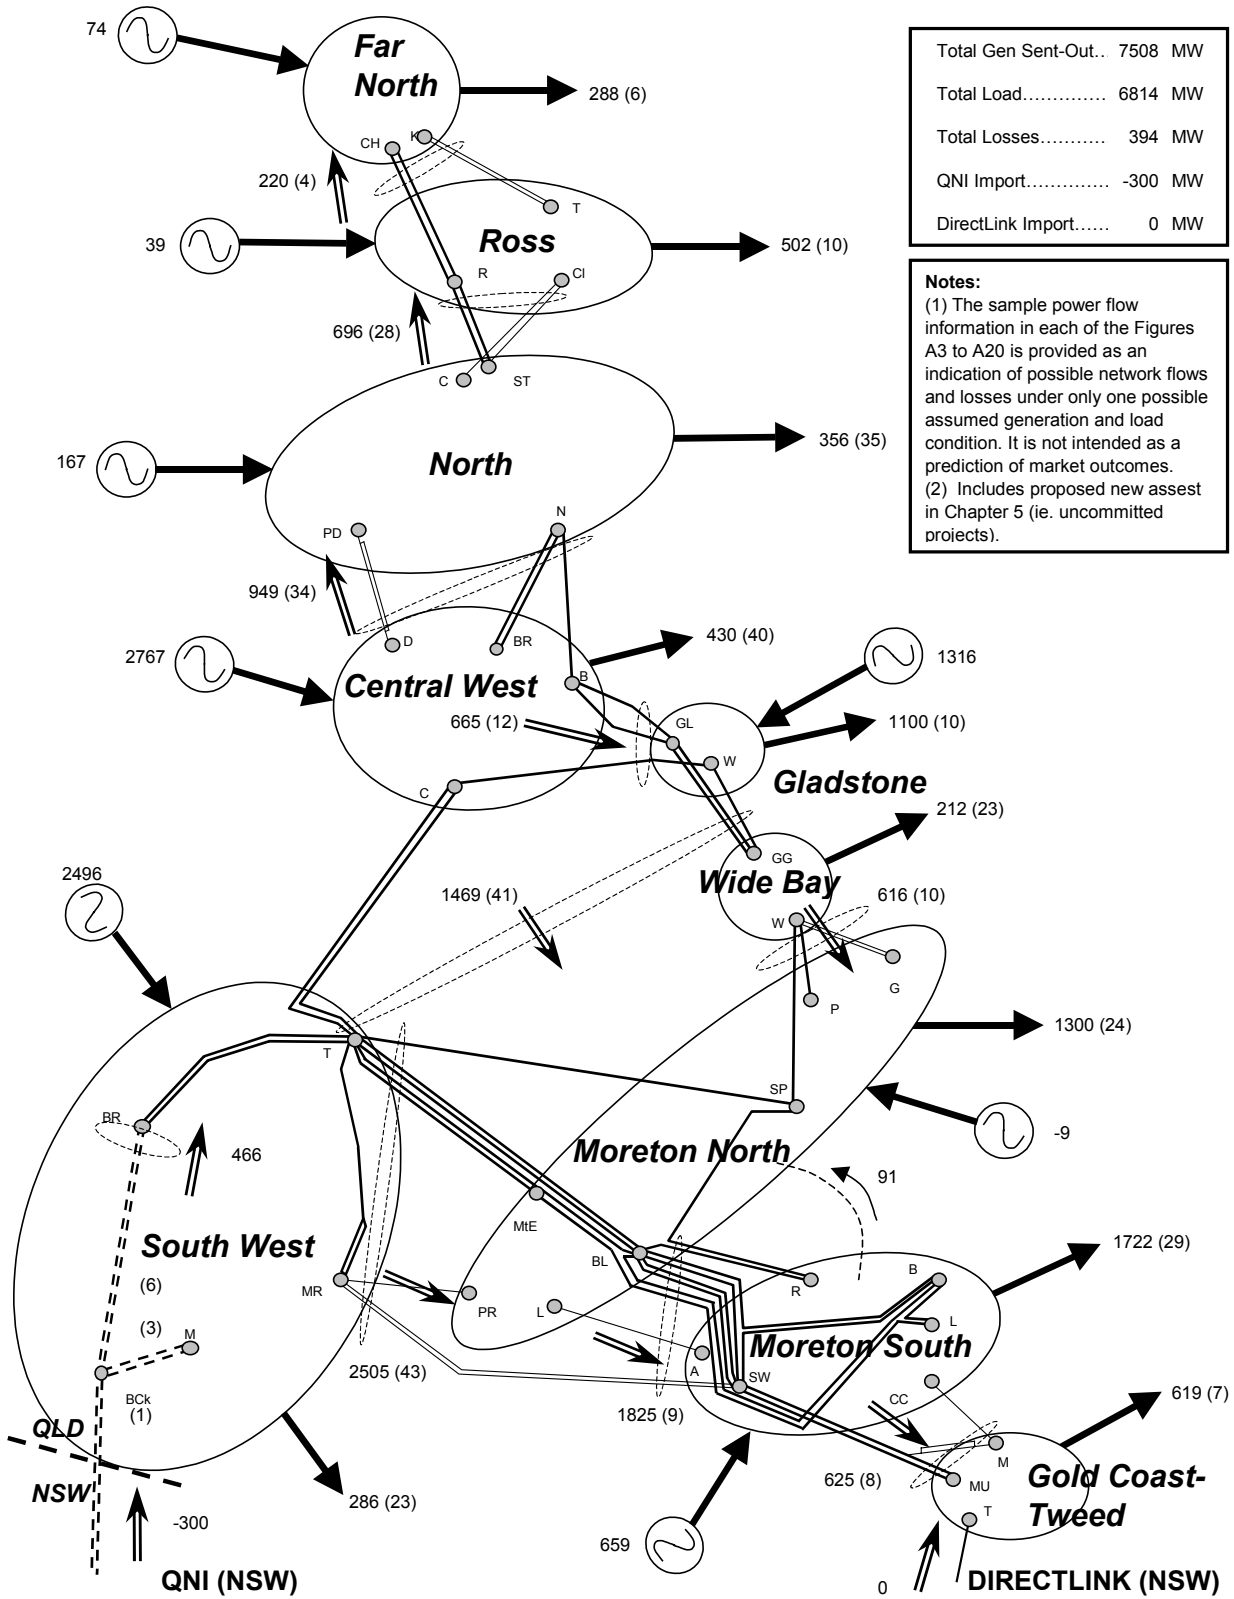 74
Far
North
288 (6)
CH
K
220 (4)
T
39
Ross
502 (10)
R
Cl
696 (28)
C
ST
Total Gen Sent-Out.. 7508 MW
Total Load............. 6814 MW
Total Losses.......... 394 MW
QNI Import............. -300 MW
DirectLink Import...... 0 MW
Notes:
(1) The sample power flow
information in each of the Figures
A3 to A20 is provided as an
indication of possible network flows
and losses under only one possible
assumed generation and load
condition. It is not intended as a
prediction of market outcomes.
(2) Includes proposed new assest
in Chapter 5 (ie. uncommitted
projects).
356 (35)
167
North
PD
N
949 (34)
D
BR
2767
430 (40)
1316
Central West
B
665 (12)
GL
1100 (10)
W
Gladstone
C
212 (23)
GG
2496
Wide Bay
1469 (41)
616 (10)
W
G
P
1300 (24)
T
SP
BR
-9
466
Moreton North
91
MtE
South West
1722 (29)
BL
B
(6)
MR
R
PR
L
L
(3)
M
Moreton South
2505 (43)
A
SW
BCk
(1)
CC
619 (7)
1825 (9)
QLD
M
NSW
625 (8)
MU
Gold Coast-
Tweed
286 (23)
T
-300
659
QNI (NSW)
0
DIRECTLINK (NSW)